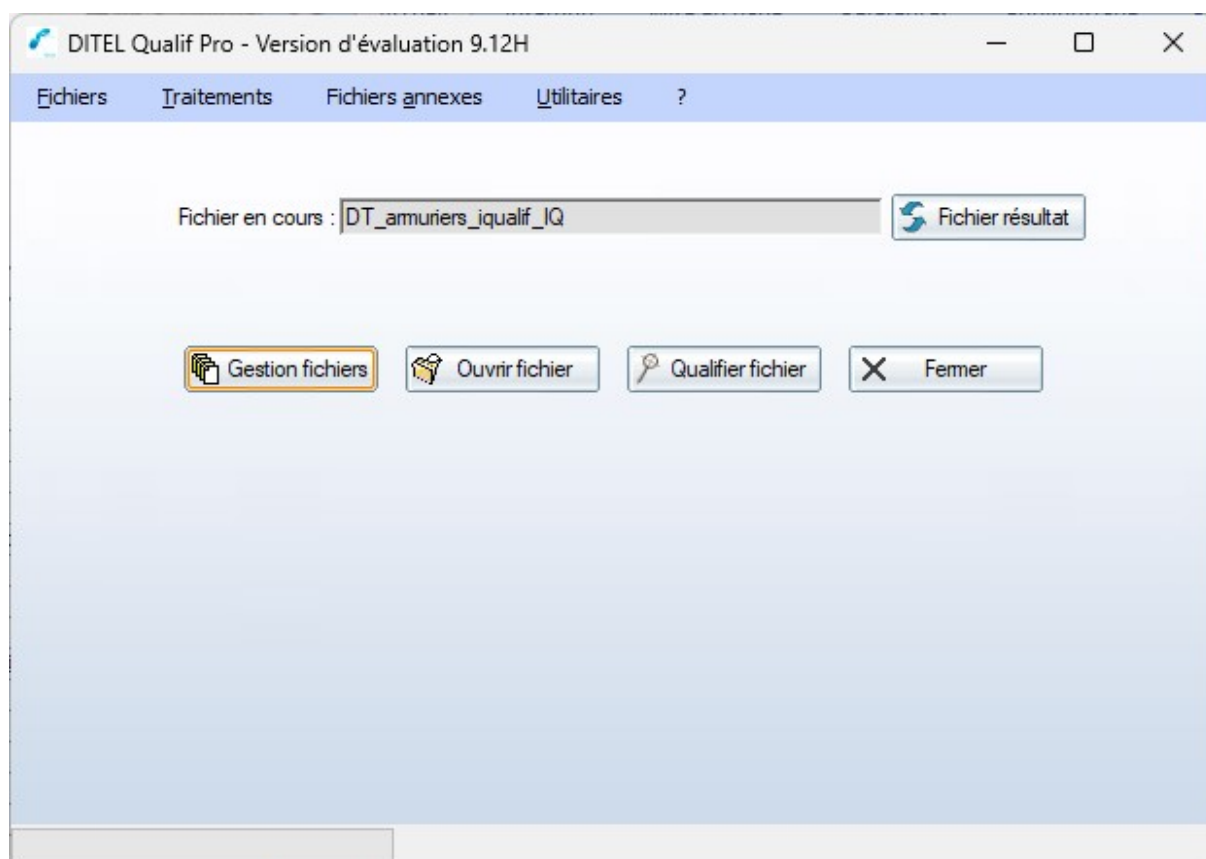 DITEL Qualif Pro - Version d'évaluation 9.12H
Fichiers Traitements Fichiers annexes Utilitaires ?
Fichier en cours : DT_armuriers_iqualif_IQ Fichier résultat
Gestion fichiers Ouvrir fichier Qualifier fichier Fermer